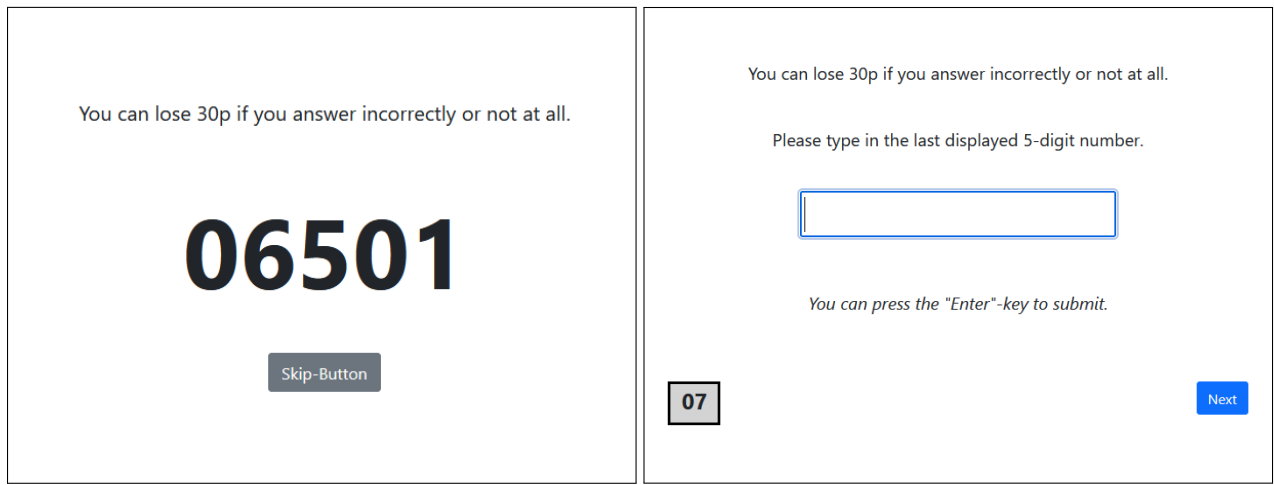 You can lose 30p if you answer incorrectly or not at all.
06501
Skip-Button
You can lose 30p if you answer incorrectly or not at all.
Please type in the last displayed 5-digit number.
You can press the "Enter"-key to submit.
07
Next